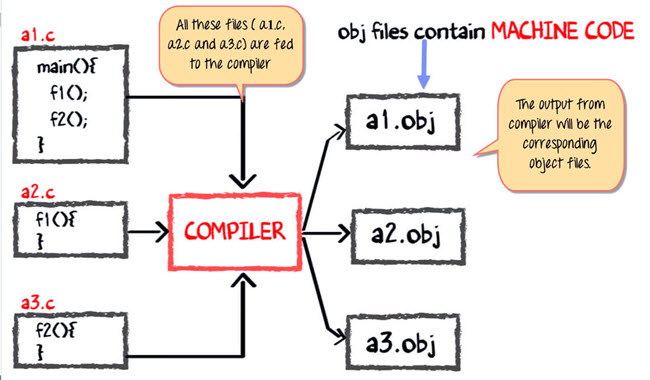 All these files ( a1.c,
a2.c and a3.c) are fed
to the compiler
obj files contain MACHINE CODE
a1.c
main(){
f1();
f2();
}
a1.obj
The output from
compiler will be the
corresponding
object files.
a2.c
f1(){
}
COMPILER
a2.obj
a3.c
f2(){
}
a3.obj